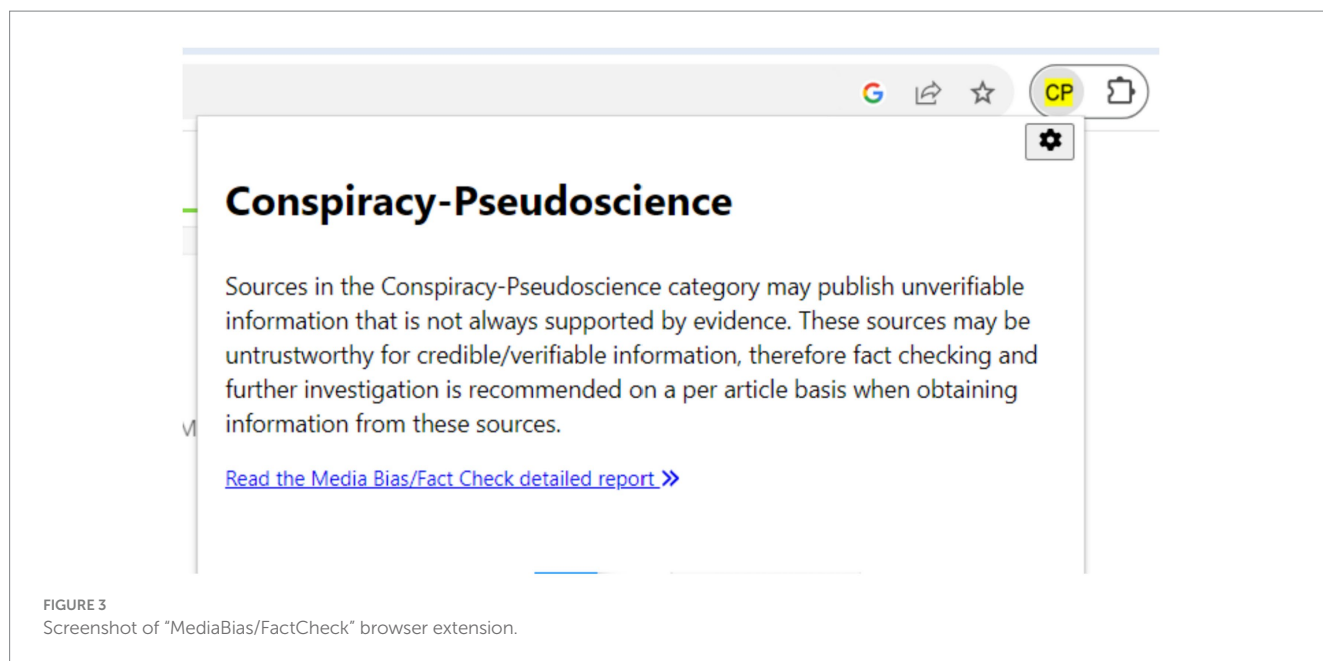 G
CP
Conspiracy-Pseudoscience
Sources in the Conspiracy-Pseudoscience category may publish unverifiable
information that is not always supported by evidence. These sources may be
untrustworthy for credible/verifiable information, therefore fact checking and
further investigation is recommended on a per article basis when obtaining
M
information from these sources.
Read the Media Bias/Fact Check detailed report »
FIGURE 3
Screenshot of “MediaBias/FactCheck” browser extension.